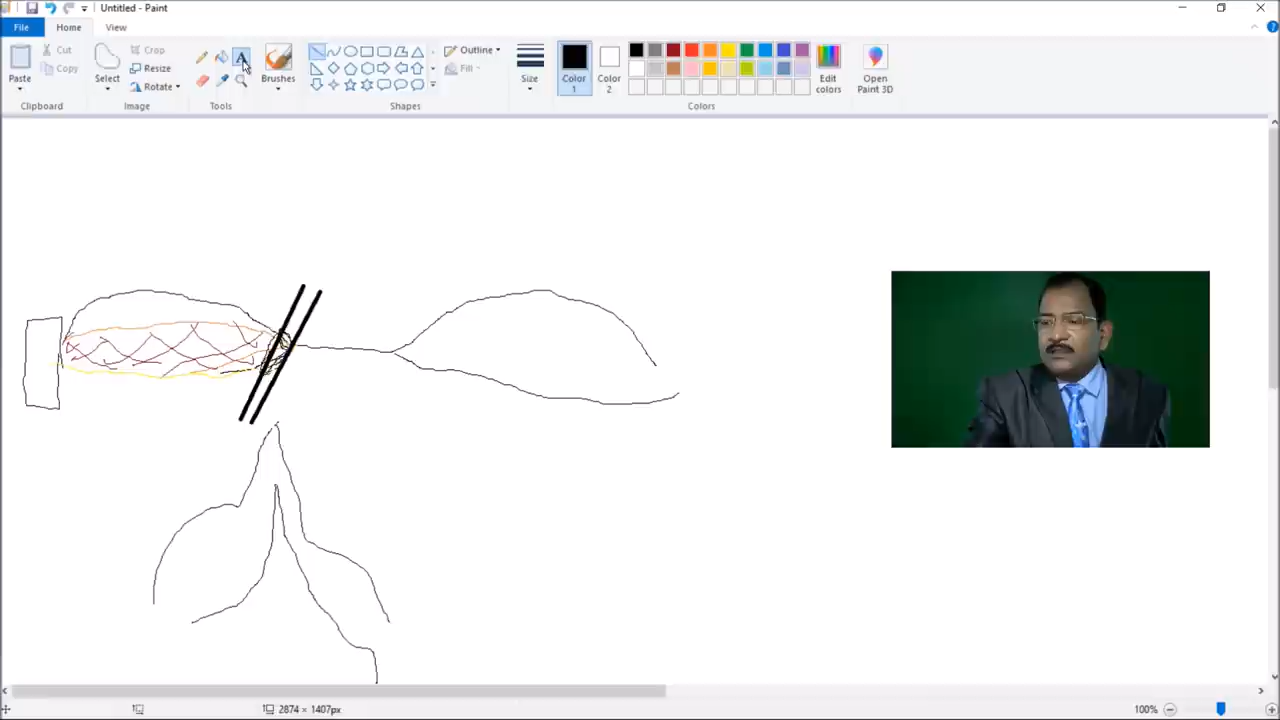 Untitled - Paint
File
Home
View
Paste
Cut
Copy
Clipboard
Select
Crop
Resize
Rotate
Image
A
Tools
Brushes
Outline
Fill
Shapes
Size
Color 1
Color 2
Edit colors
Open Paint 3D
Colors
2874 × 1407px
100%